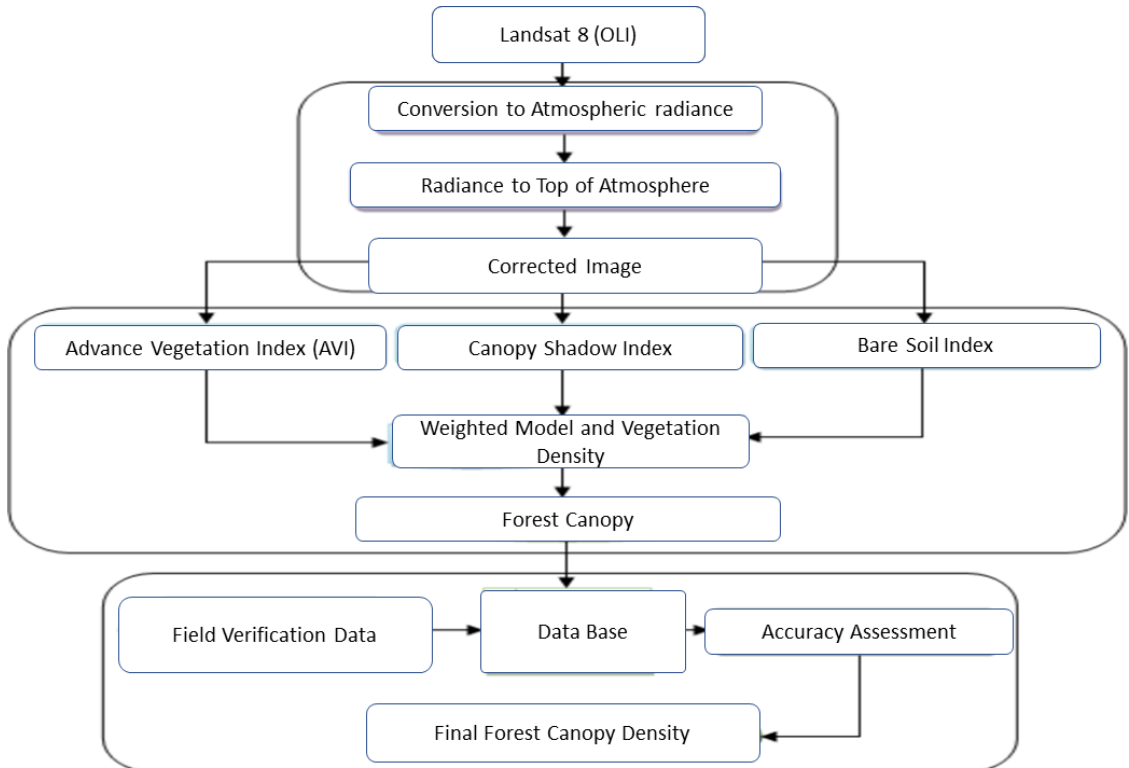 Landsat 8 (OLI)
Conversion to Atmospheric radiance
Radiance to Top of Atmosphere
Corrected Image
Advance Vegetation Index (AVI)
Canopy Shadow Index
Bare Soil Index
Weighted Model and Vegetation
Density
Forest Canopy
Field Verification Data
Data Base
Accuracy Assessment
Final Forest Canopy Density